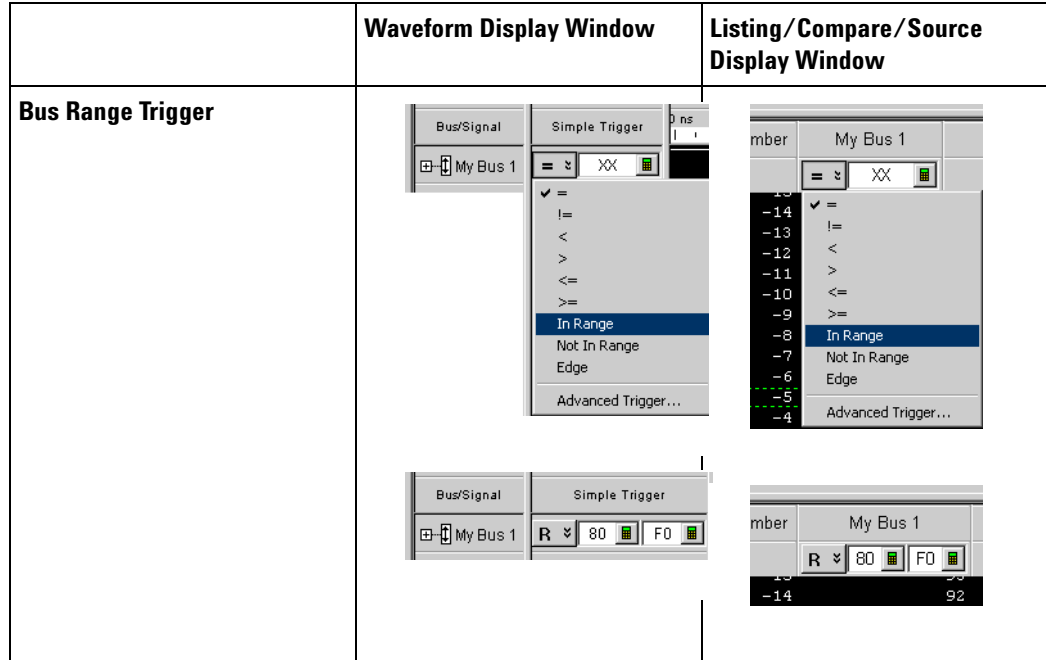 Waveform Display Window
Listing/Compare/Source
Display Window
Bus Range Trigger
Bus/Signal
Simple Trigger
0 ns
My Bus 1
=
XX
=
!=
<
>
<=
>=
In Range
Not In Range
Edge
Advanced Trigger...
mber
My Bus 1
=
XX
-14
-13
-12
-11
-10
-9
-8
-7
-6
-5
-4
=
!=
<
>
<=
>=
In Range
Not In Range
Edge
Advanced Trigger...
Bus/Signal
Simple Trigger
My Bus 1
R
80
F0
mber
My Bus 1
R
80
F0
-14
92